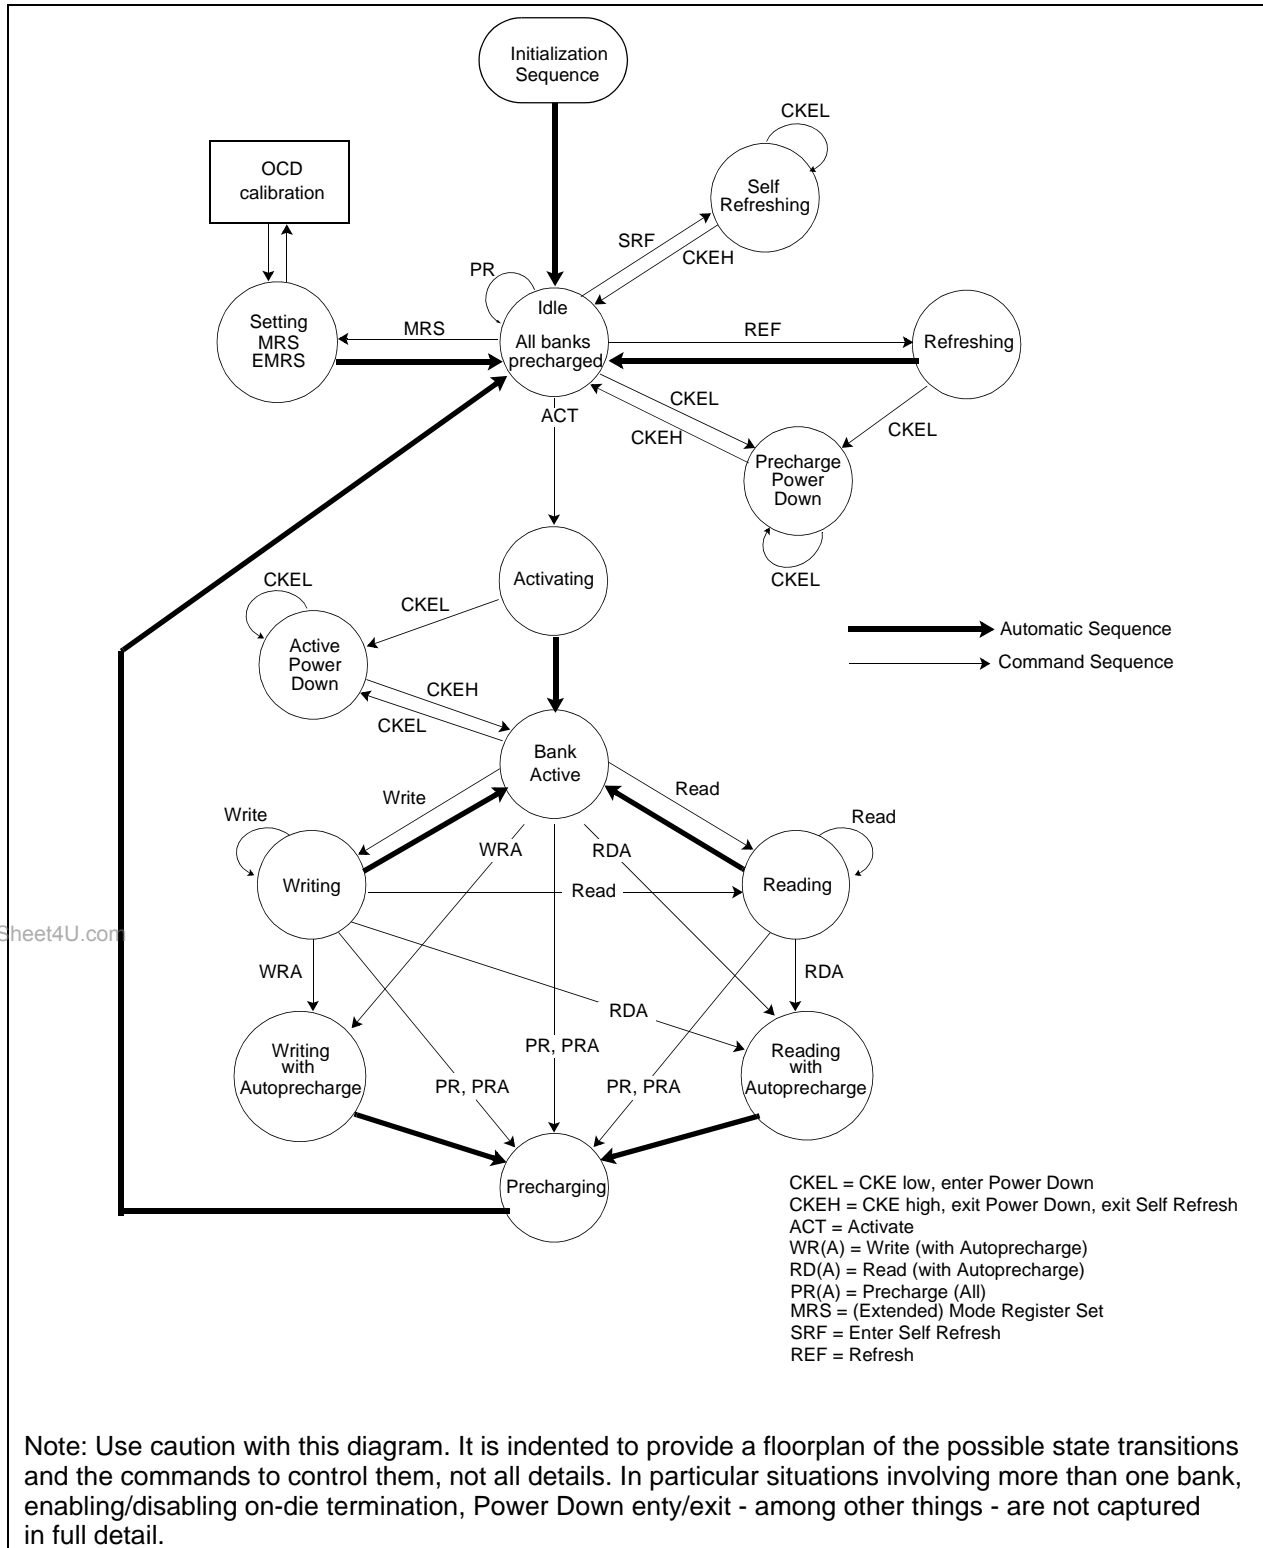 Initialization
Sequence
CKEL
OCD
calibration
Self
Refreshing
SRF
CKEH
PR
Idle
All banks
precharged
Setting
MRS
EMRS
MRS
REF
Refreshing
CKEL
CKEH
ACT
CKEL
Precharge
Power
Down
CKEL
Activating
CKEL
CKEL
Active
Power
Down
Automatic Sequence
Command Sequence
CKEH
CKEL
Bank
Active
Write
Read
Write
Read
WRA
RDA
Writing
Read
Reading
Sheet4U.com
WRA
RDA
RDA
Writing
with
Autoprecharge
PR, PRA
Reading
with
Autoprecharge
PR, PRA
PR, PRA
Precharging
CKEL = CKE low, enter Power Down
CKEH = CKE high, exit Power Down, exit Self Refresh
ACT = Activate
WR(A) = Write (with Autoprecharge)
RD(A) = Read (with Autoprecharge)
PR(A) = Precharge (All)
MRS = (Extended) Mode Register Set
SRF = Enter Self Refresh
REF = Refresh
Note: Use caution with this diagram. It is indented to provide a floorplan of the possible state transitions
and the commands to control them, not all details. In particular situations involving more than one bank,
enabling/disabling on-die termination, Power Down enty/exit - among other things - are not captured
in full detail.